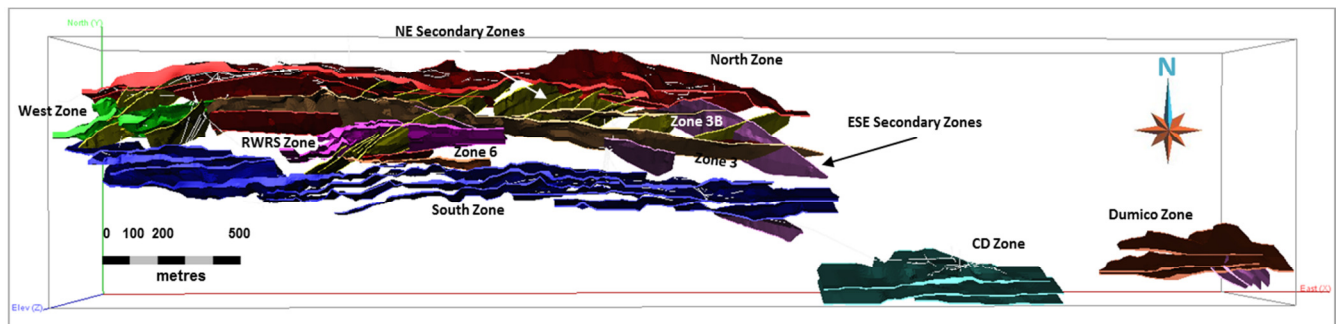 North (Y)
NE Secondary Zones
North Zone
N
West Zone
Zone 3B
ESE Secondary Zones
RWRS Zone
Zone 6
Zone 3
South Zone
Dumico Zone
0 100 200 500
metres
CD Zone
Elev (Z)
East (X)